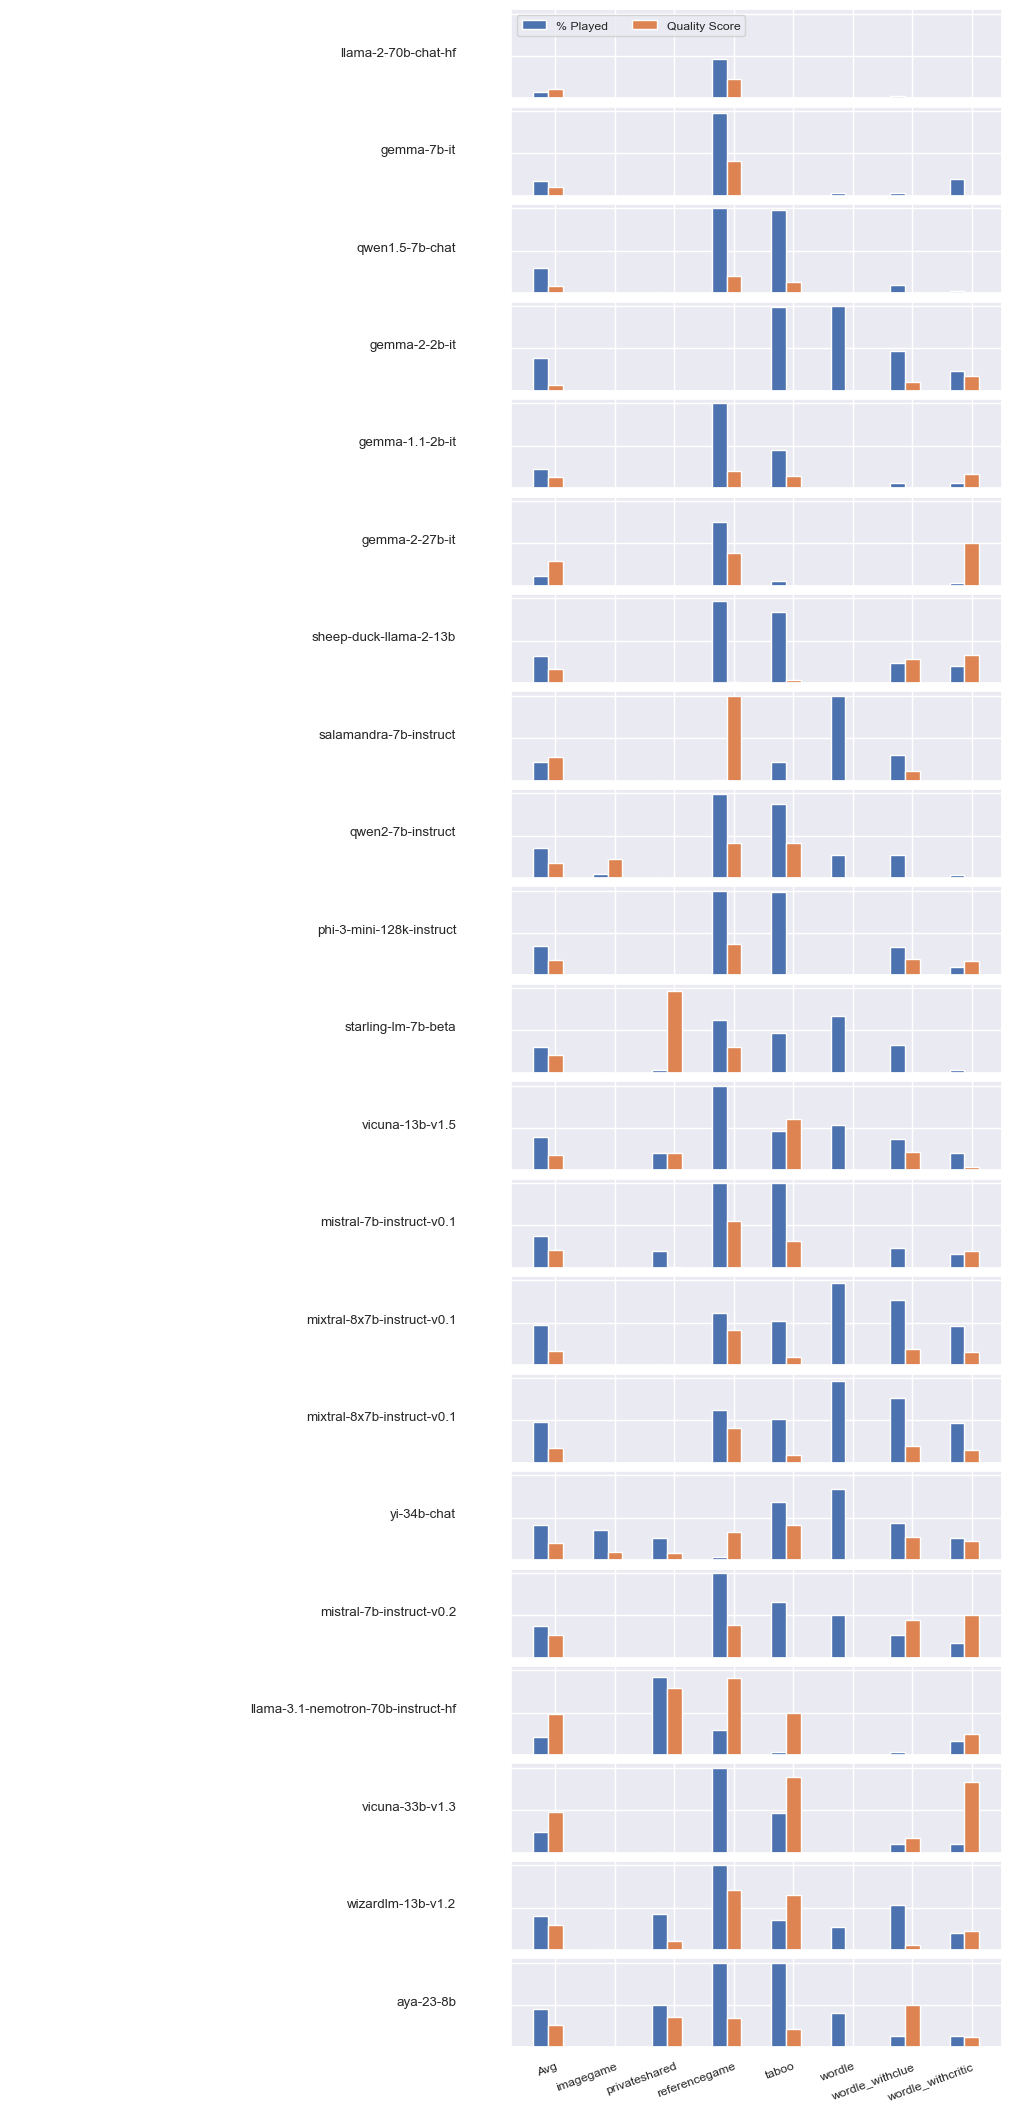 % Played
Quality Score
llama-2-70b-chat-hf
gemma-7b-it
qwen1.5-7b-chat
gemma-2-2b-it
gemma-1.1-2b-it
gemma-2-27b-it
sheep-duck-llama-2-13b
salamandra-7b-instruct
qwen2-7b-instruct
phi-3-mini-128k-instruct
starling-lm-7b-beta
vicuna-13b-v1.5
mistral-7b-instruct-v0.1
mixtral-8x7b-instruct-v0.1
mixtral-8x7b-instruct-v0.1
yi-34b-chat
mistral-7b-instruct-v0.2
llama-3.1-nemotron-70b-instruct-hf
vicuna-33b-v1.3
wizardlm-13b-v1.2
aya-23-8b
Avg
imagegame
privateshared
referencegame
taboo
wordle
wordle_withclue
wordle_withcritic